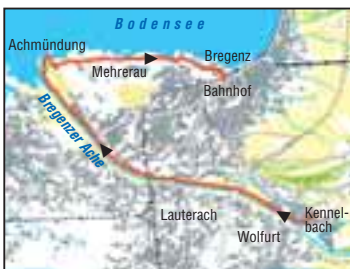 Bodensee
Achmündung
Bregenz
Mehrerau
Bahnhof
Bregenzer Ache
Lauterach
Kennel-
bach
Wolfurt